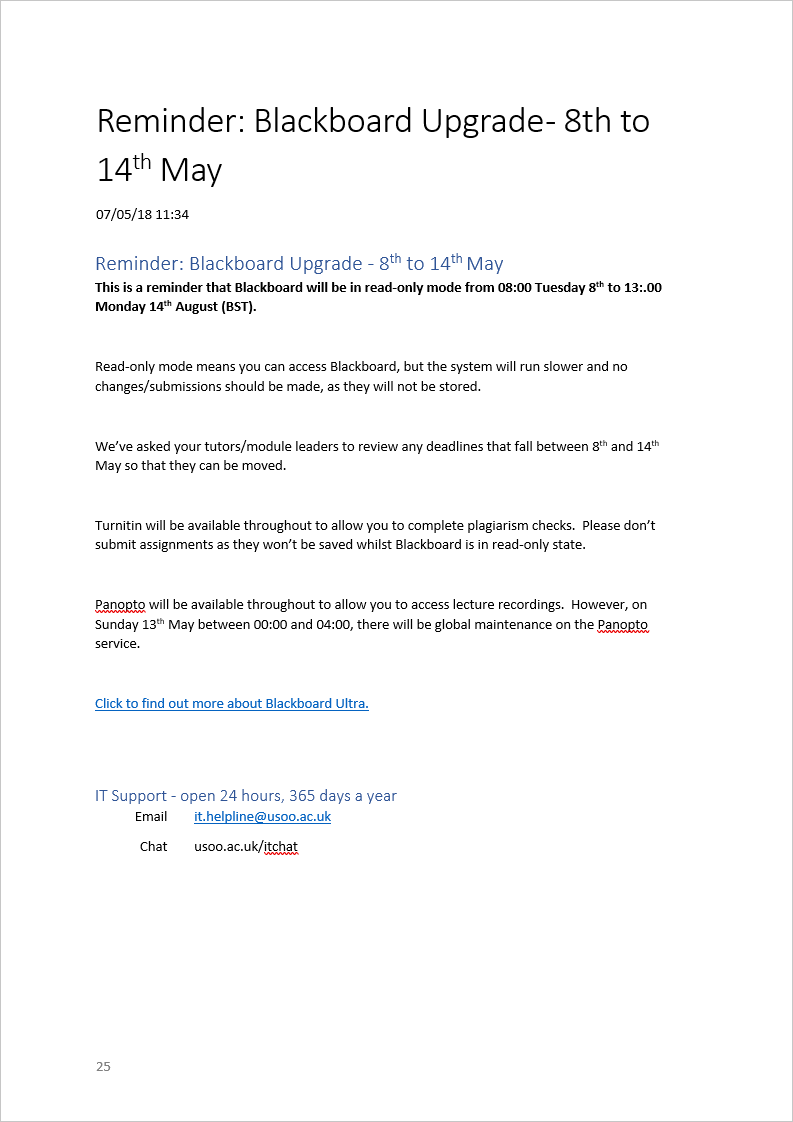 Reminder: Blackboard Upgrade- 8th to
14th May
07/05/18 11:34
Reminder: Blackboard Upgrade - 8th to 14th May
This is a reminder that Blackboard will be in read-only mode from 08:00 Tuesday 8th to 13:.00
Monday 14th August (BST).
Read-only mode means you can access Blackboard, but the system will run slower and no
changes/submissions should be made, as they will not be stored.
We’ve asked your tutors/module leaders to review any deadlines that fall between 8th and 14th
May so that they can be moved.
Turnitin will be available throughout to allow you to complete plagiarism checks.  Please don’t
submit assignments as they won’t be saved whilst Blackboard is in read-only state.
Panopto will be available throughout to allow you to access lecture recordings.  However, on
Sunday 13th May between 00:00 and 04:00, there will be global maintenance on the Panopto
service.
Click to find out more about Blackboard Ultra.
IT Support - open 24 hours, 365 days a year
Email it.helpline@usoo.ac.uk
Chat usoo.ac.uk/itchat
25